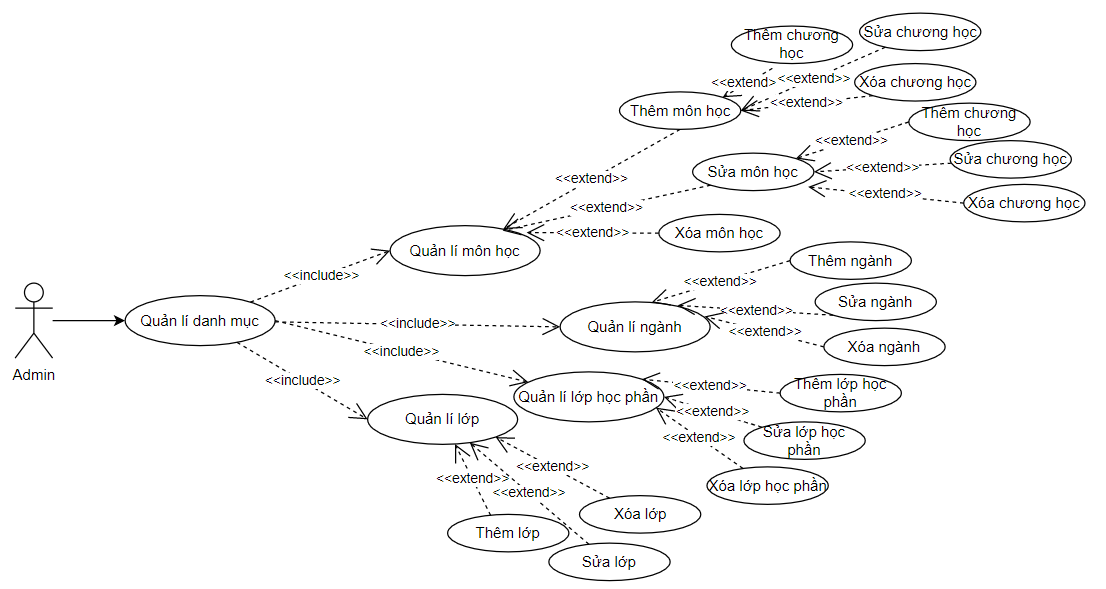 Thêm chương
học
Sửa chương học
<<extend>
<<extend>>
Xóa chương học
<<extend>>
Thêm môn học
Thêm chương
học
<<extend>>
Sửa chương học
<<extend>>
Sửa môn học
<<extend>>
<<extend>>
Xóa chương học
<<extend>>
Xóa môn học
<<extend>>
Quản lí môn học
Thêm ngành
<<include>>
<<extend>>
Sửa ngành
<<extend>>
Quản lí danh mục
<<include>>
Quản lí ngành
<<extend>>
Xóa ngành
<<include>>
Admin
<<include>>
<<extend>>
Thêm lớp học
phần
Quản lí lớp học phần
<<extend>>
Quản lí lớp
<<extend>>
Sửa lớp học
phần
<<extend>>
<<extend>>
<<extend>>
Xóa lớp học phần
Xóa lớp
Thêm lớp
Sửa lớp